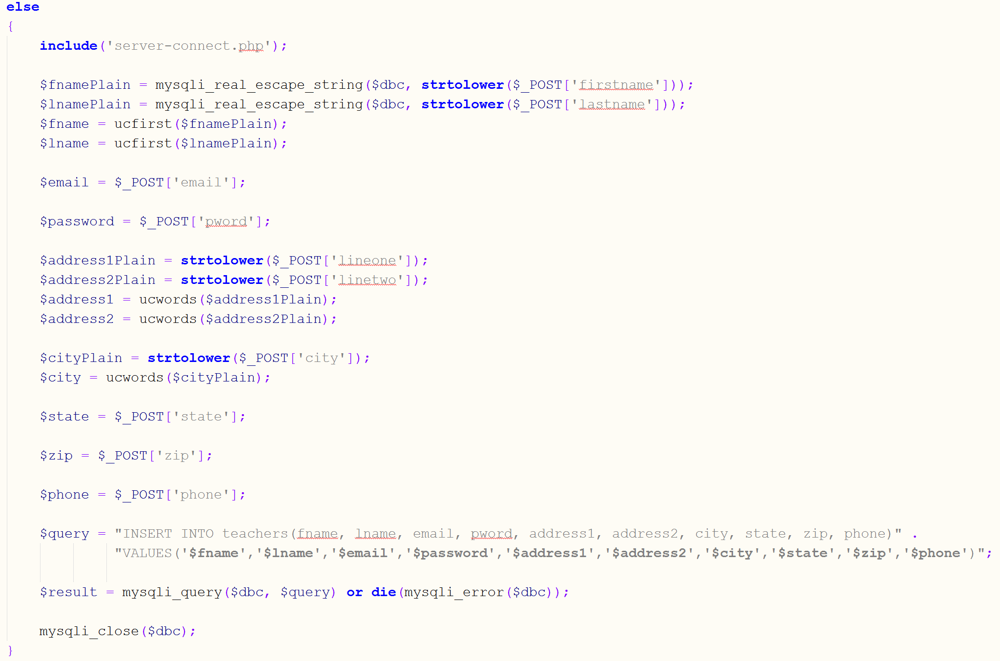 else
{
include('server-connect.php');
$fnamePlain = mysqli_real_escape_string($dbc, strtolower($_POST['firstname']));
$lnamePlain = mysqli_real_escape_string($dbc, strtolower($_POST['lastname']));
$fname = ucfirst($fnamePlain);
$lname = ucfirst($lnamePlain);
$email = $_POST['email'];
$password = $_POST['pword'];
$address1Plain = strtolower($_POST['lineone']);
$address2Plain = strtolower($_POST['linetwo']);
$address1 = ucwords($address1Plain);
$address2 = ucwords($address2Plain);
$cityPlain = strtolower($_POST['city']);
$city = ucwords($cityPlain);
$state = $_POST['state'];
$zip = $_POST['zip'];
$phone = $_POST['phone'];
$query = "INSERT INTO teachers(fname, lname, email, pword, address1, address2, city, state, zip, phone)" .
"VALUES('$fname','$lname','$email','$password','$address1','$address2','$city','$state','$zip','$phone')";
$result = mysqli_query($dbc, $query) or die(mysqli_error($dbc));
mysqli_close($dbc);
}